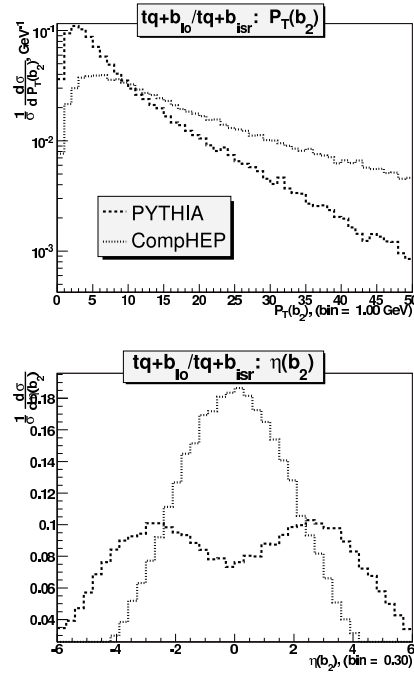 tq+b_lo/tq+b_isr : P_T(b_2)
1/σ dσ/d P_T(b_2), GeV^-1
10^-1
10^-2
10^-3
PYTHIA
CompHEP
0 5 10 15 20 25 30 35 40 45 50
P_T(b_2), (bin = 1.00 GeV)
tq+b_lo/tq+b_isr : η(b_2)
1/σ dσ/dη(b_2)
0.18
0.16
0.14
0.12
0.1
0.08
0.06
0.04
-6 -4 -2 0 2 4 6
η(b_2), (bin = 0.30)